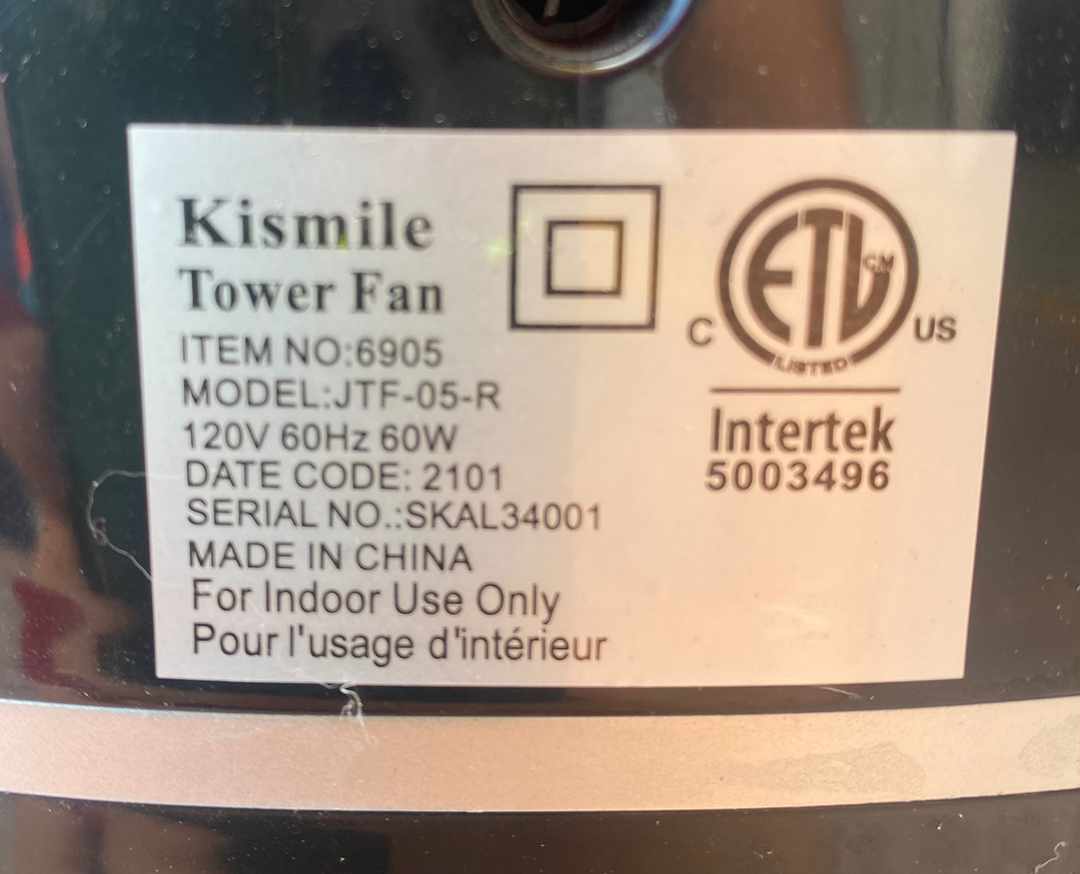 Kismile
Tower Fan
ITEM NO:6905
MODEL:JTF-05-R
120V 60Hz 60W
DATE CODE: 2101
SERIAL NO.:SKAL34001
MADE IN CHINA
For Indoor Use Only
Pour l'usage d'intérieur
ETL CM
LISTED
C US
Intertek
5003496